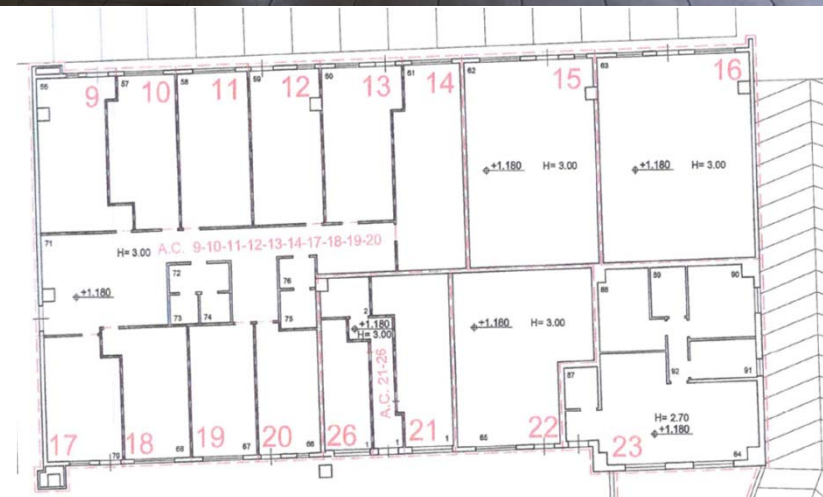 55 57 58 59 60 61 62 63
9 10 11 12 13 14 15 16
+1.180 H= 3.00
+1.180 H= 3.00
71
H= 3.00 A.C. 9-10-11-12-13-14-17-18-19-20
72 76
+1.180
73 74 75
2
+1.180
H= 3.00
+1.180 H= 3.00
88 89 90
A.C. 21-26
87 92 91
H= 2.70
+1.180
17 18 19 20 26 21 22 23
70 68 67 66 1 1 1 65 64